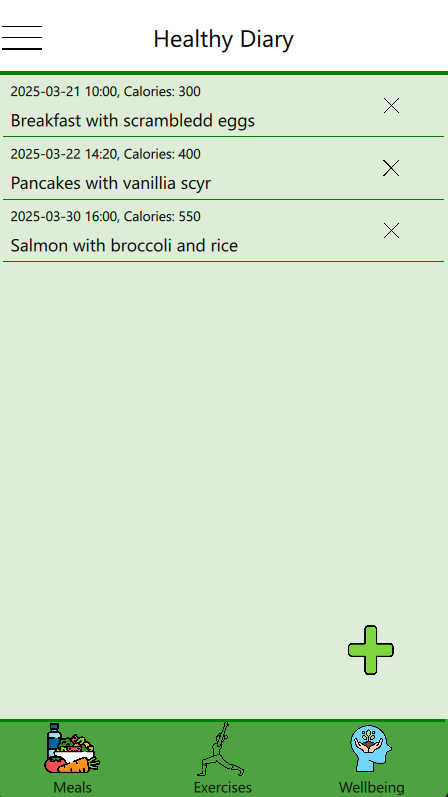 Healthy Diary
2025-03-21 10:00, Calories: 300
Breakfast with scrambledd eggs
2025-03-22 14:20, Calories: 400
Pancakes with vanillia scyr
2025-03-30 16:00, Calories: 550
Salmon with broccoli and rice
Meals
Exercises
Wellbeing